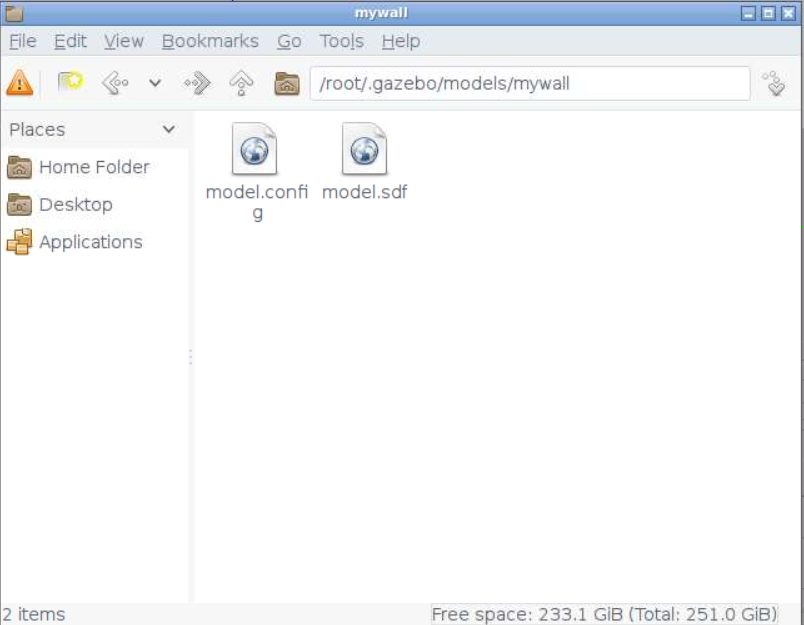 mywall
File Edit View Bookmarks Go Tools Help
/root/.gazebo/models/mywall
Places
Home Folder
Desktop
Applications
model.confi
g
model.sdf
2 items
Free space: 233.1 GiB (Total: 251.0 GiB)